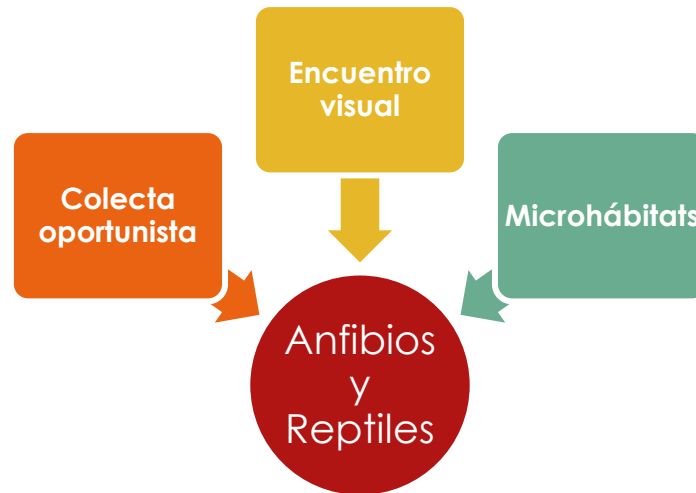 Encuentro
visual
Colecta
oportunista
Microhábitats
Anfibios
y
Reptiles